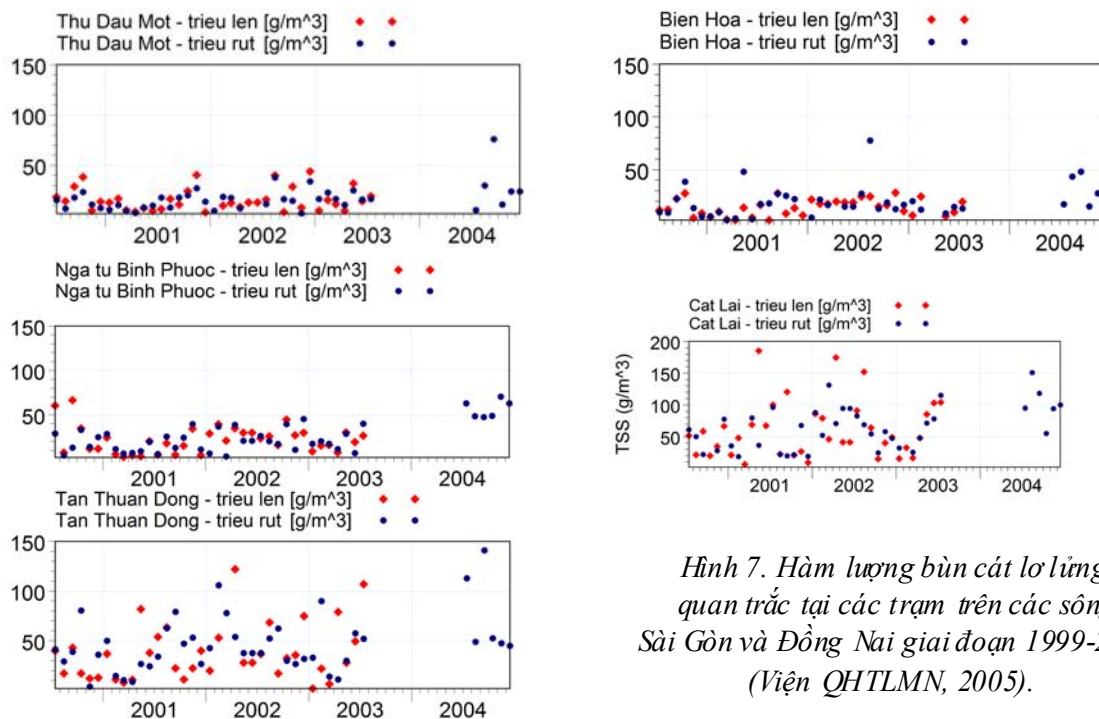 Thu Dau Mot - trieu len [g/m^3]
Thu Dau Mot - trieu rut [g/m^3]
150
100
50
2001 2002 2003 2004
Nga tu Binh Phuoc - trieu len [g/m^3]
Nga tu Binh Phuoc - trieu rut [g/m^3]
150
100
50
2001 2002 2003 2004
Tan Thuan Dong - trieu len [g/m^3]
Tan Thuan Dong - trieu rut [g/m^3]
150
100
50
2001 2002 2003 2004
Bien Hoa - trieu len [g/m^3]
Bien Hoa - trieu rut [g/m^3]
150
100
50
2001 2002 2003 2004
Cat Lai - trieu len [g/m^3]
Cat Lai - trieu rut [g/m^3]
200
150
100
50
TSS (g/m^3)
2001 2002 2003 2004
Hình 7. Hàm lượng bùn cát lơ lửng
quan trắc tại các trạm trên các sông
Sài Gòn và Đồng Nai giai đoạn 1999-
(Viện QHTLMN, 2005).